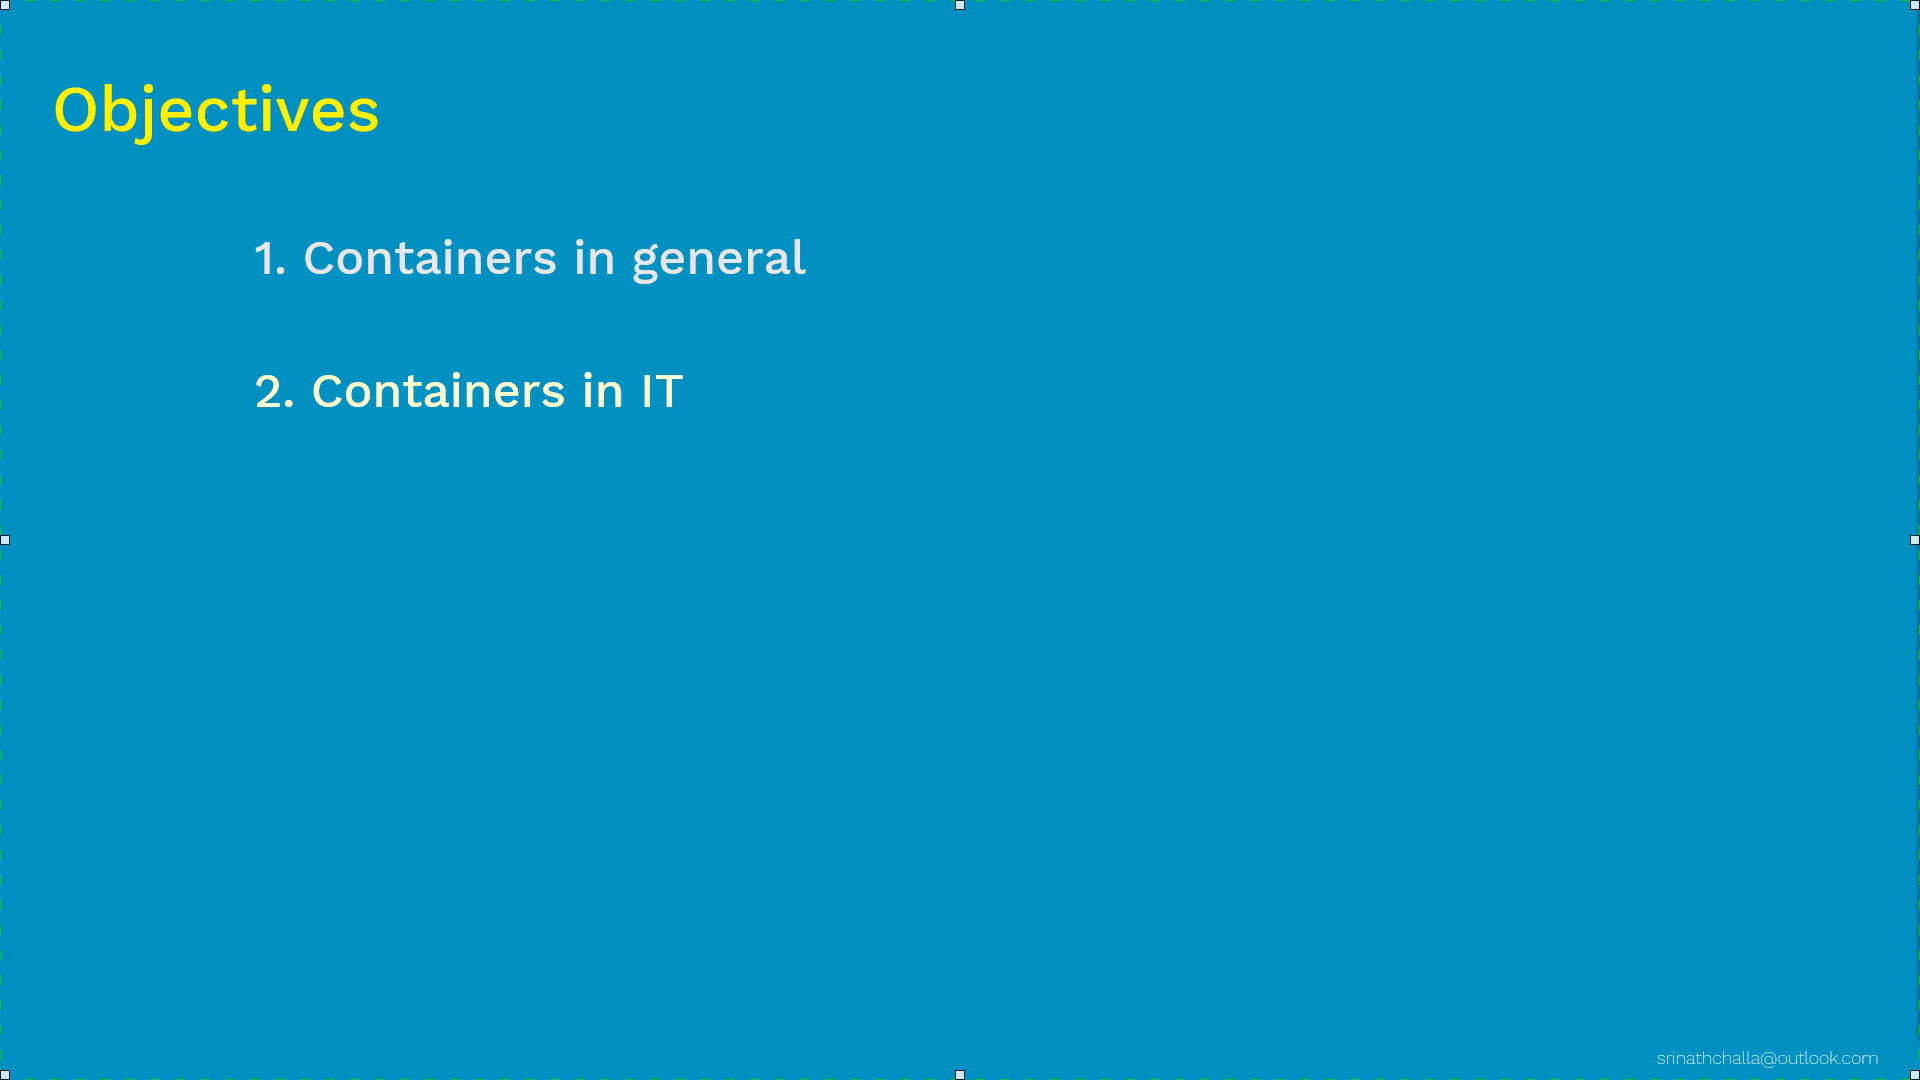 Objectives
1. Containers in general
2. Containers in IT
srinathchalla@outlook.com